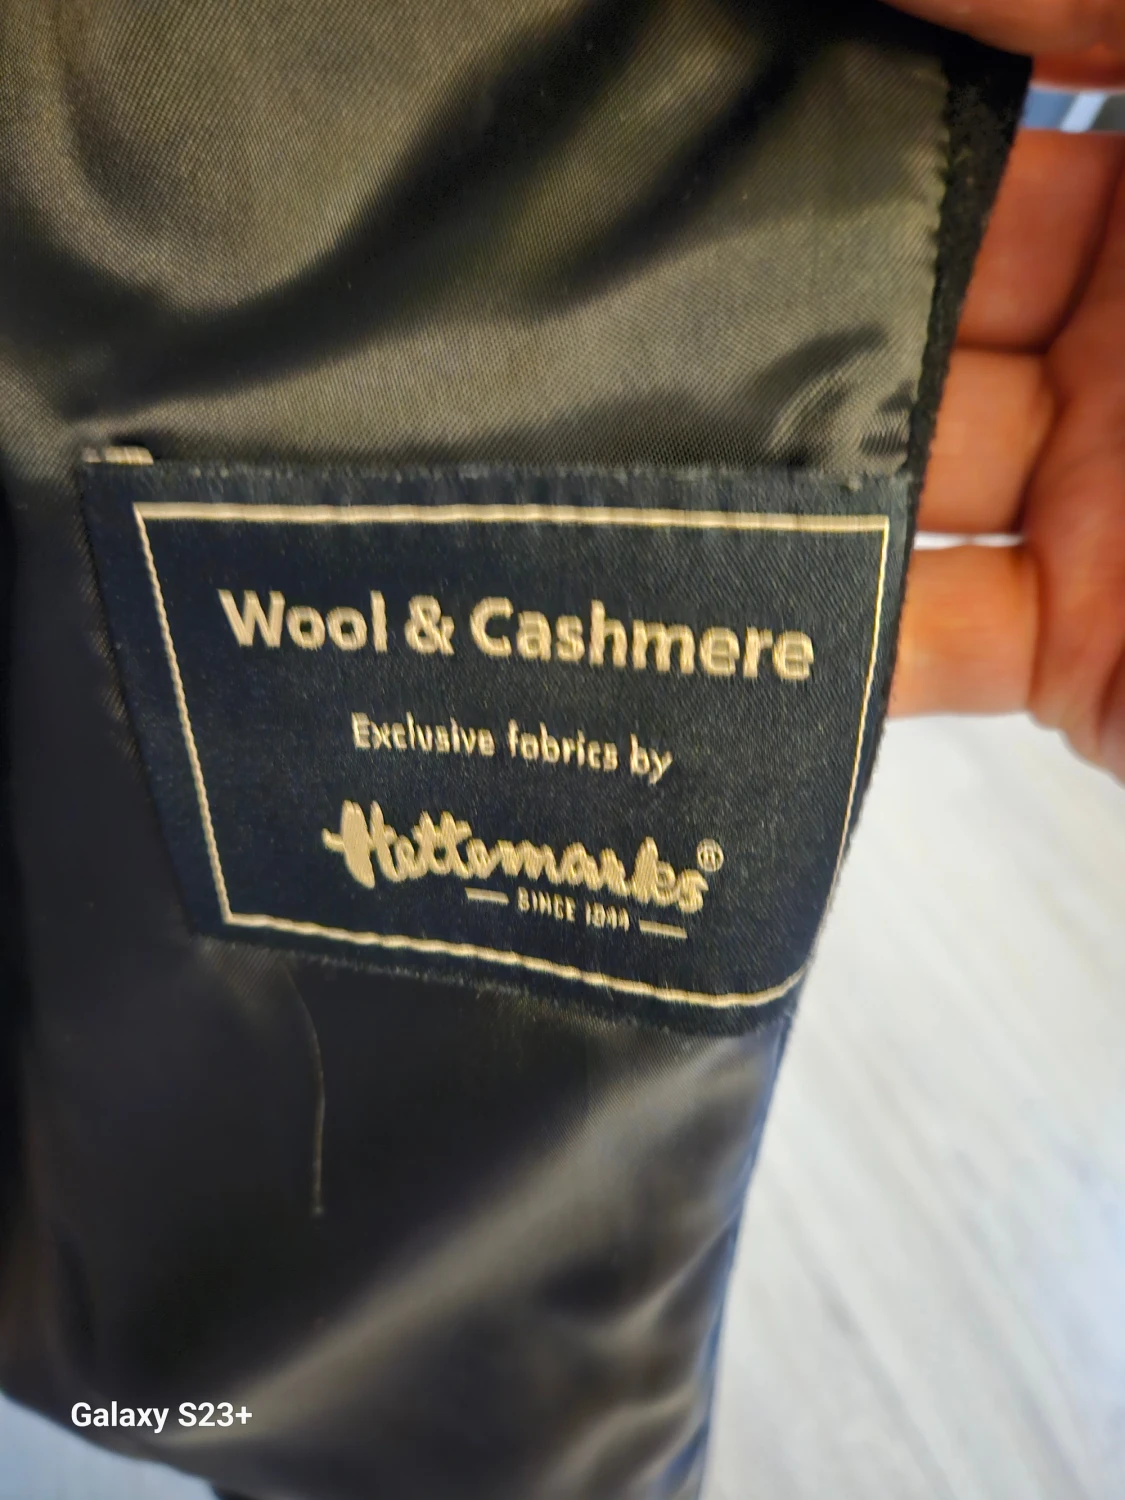 Wool & Cashmere
Exclusive fabrics by
Hettemarks®
SINCE 1944
Galaxy S23+